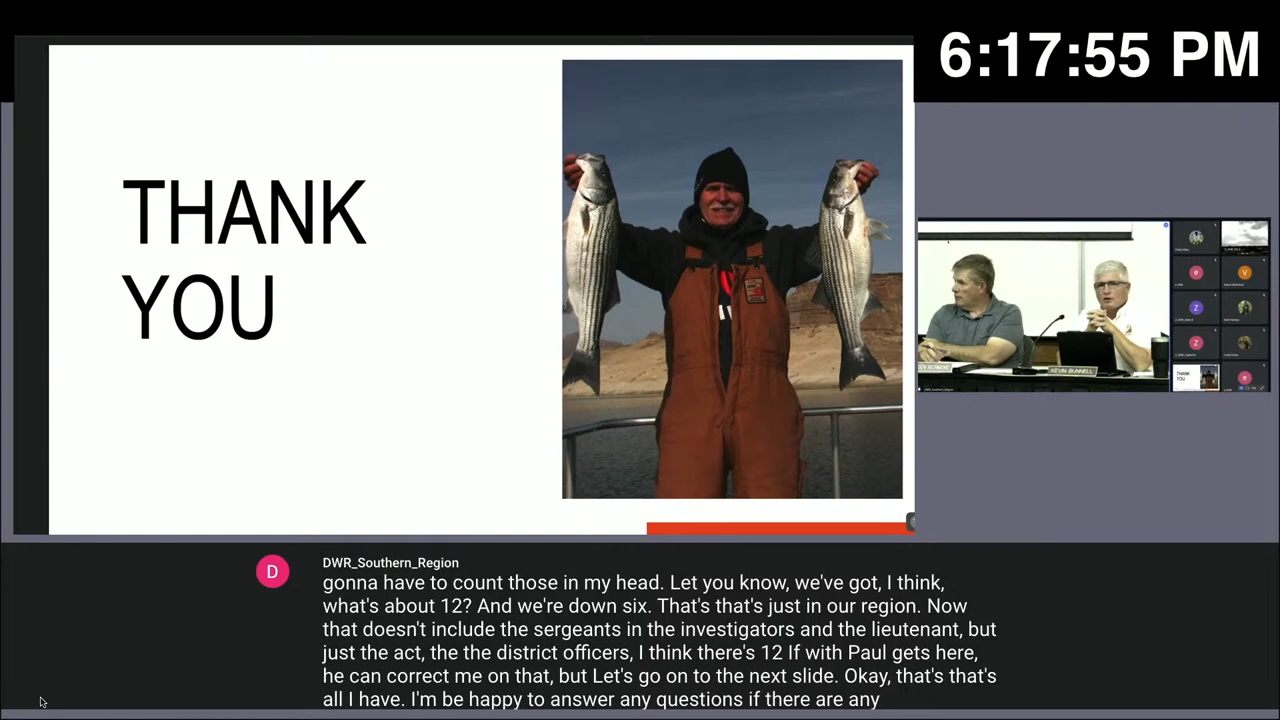 6:17:55 PM
THANK
YOU
KEVIN BUNNELL
THANK
YOU
DWR_Southern_Region
D
gonna have to count those in my head. Let you know, we've got, I think,
what's about 12? And we're down six. That's that's just in our region. Now
that doesn't include the sergeants in the investigators and the lieutenant, but
just the act, the the district officers, I think there's 12 If with Paul gets here,
he can correct me on that, but Let's go on to the next slide. Okay, that's that's
all I have. I'm be happy to answer any questions if there are any